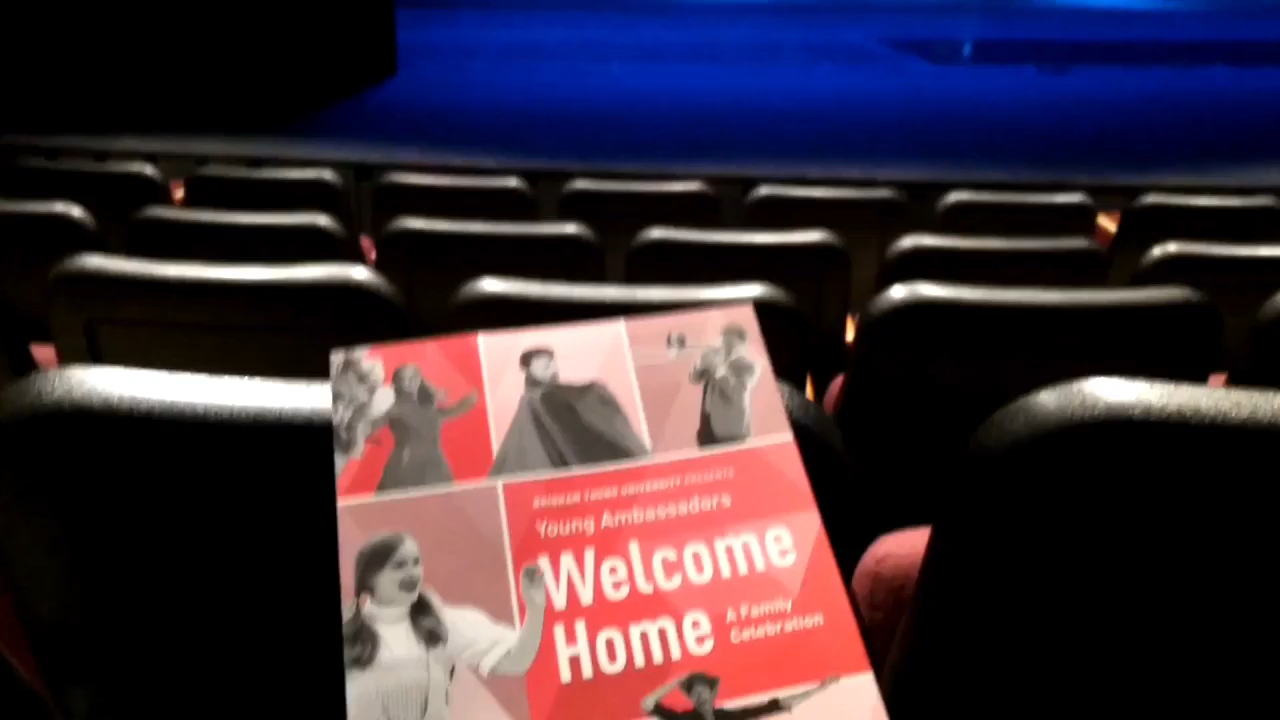 BRIGHAM YOUNG UNIVERSITY PRESENTS
Young Ambassadors
Welcome
Home
A Family
Celebration